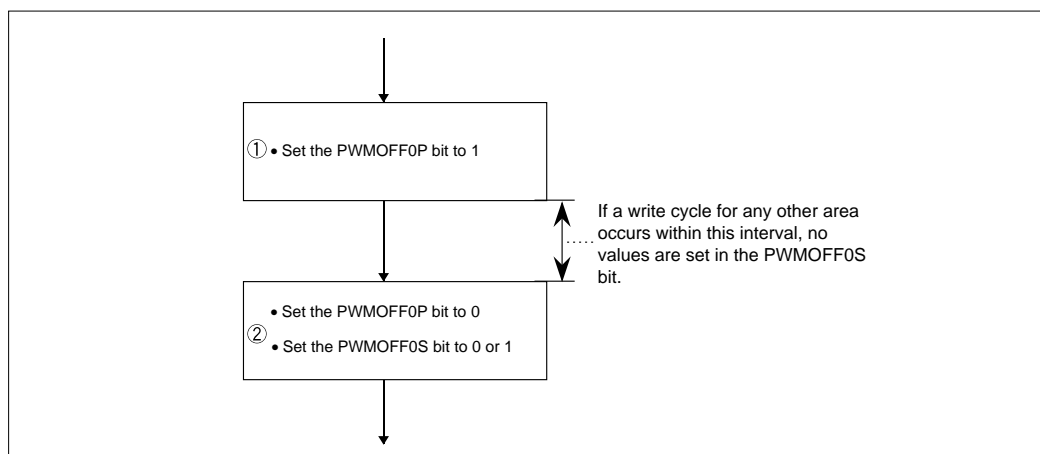 ① • Set the PWMOFF0P bit to 1
If a write cycle for any other area
occurs within this interval, no
values are set in the PWMOFF0S
bit.
• Set the PWMOFF0P bit to 0
②
• Set the PWMOFF0S bit to 0 or 1